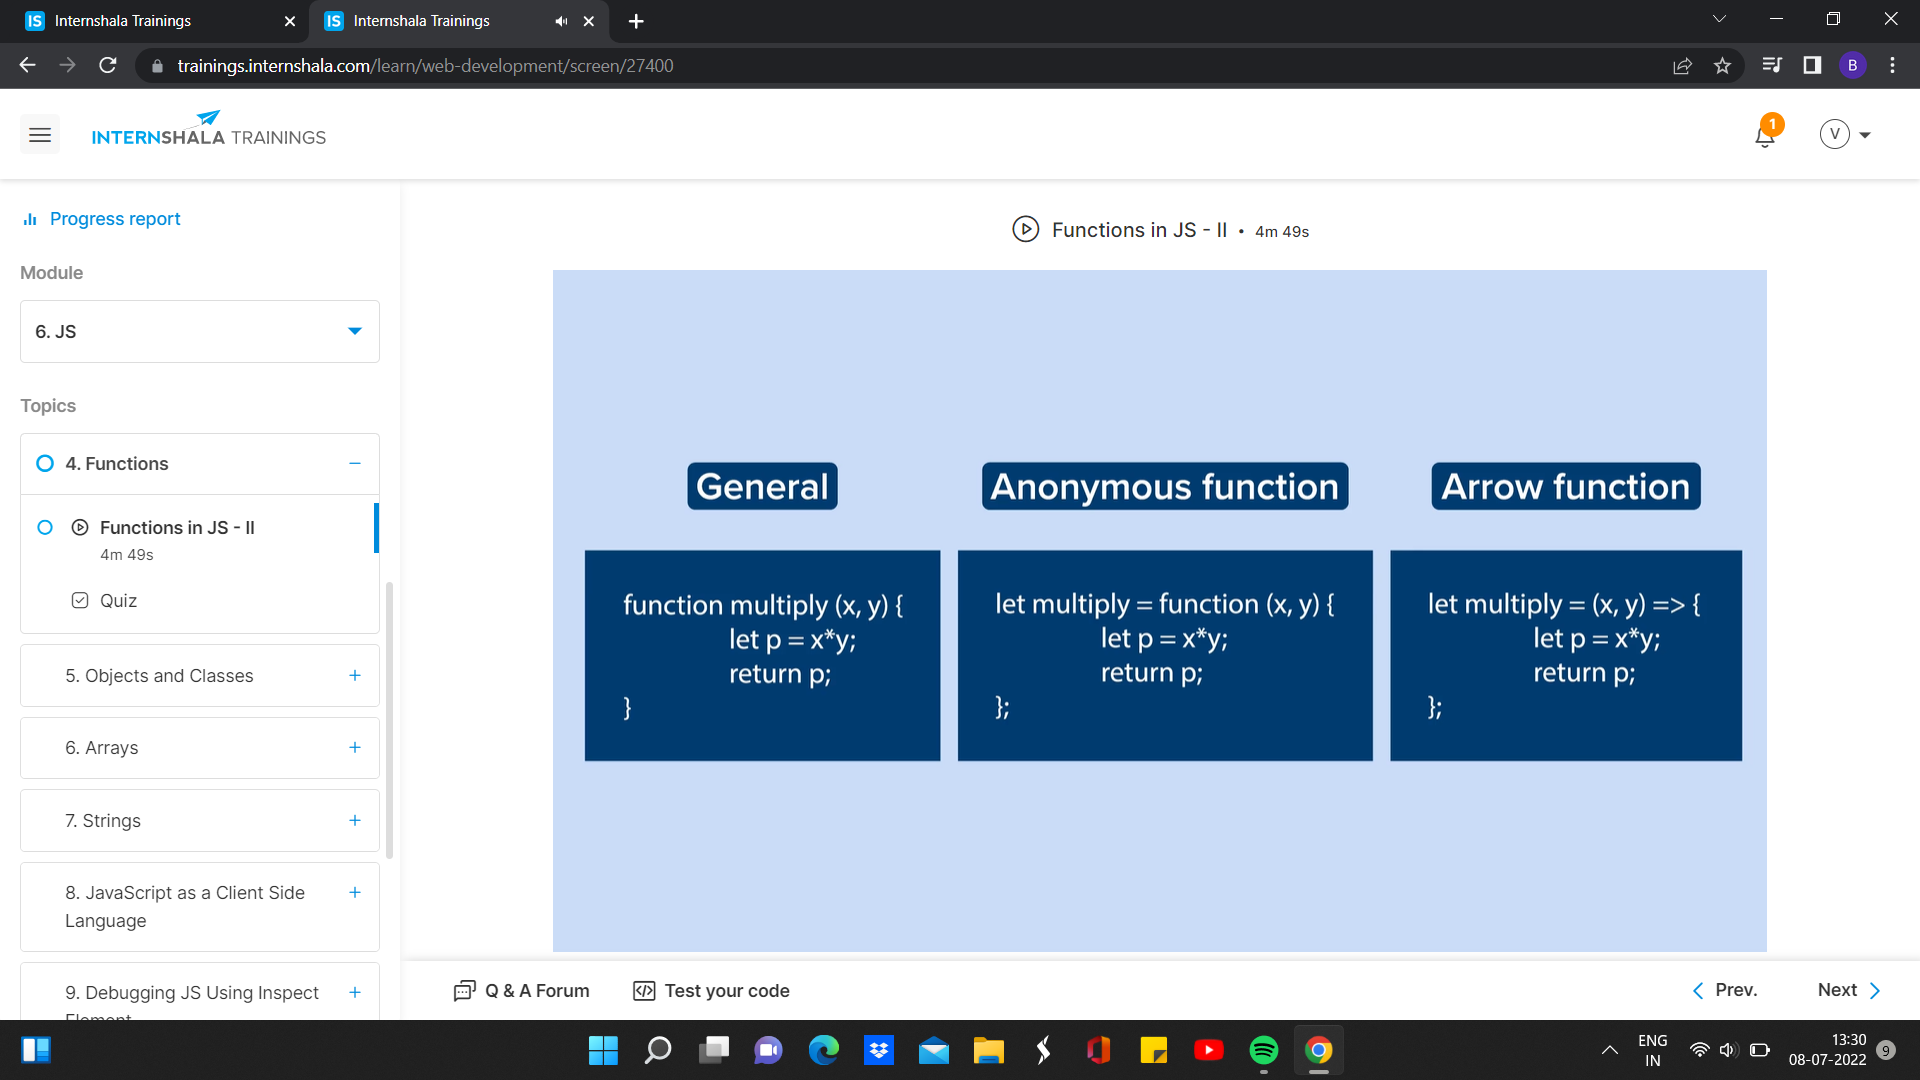 Internshala Trainings
Internshala Trainings
trainings.internshala.com/learn/web-development/screen/27400
B
INTERNSHALA TRAININGS
1
V
Progress report
Module
6. JS
Topics
4. Functions
Functions in JS - II
4m 49s
Quiz
5. Objects and Classes
6. Arrays
7. Strings
8. JavaScript as a Client Side
Language
9. Debugging JS Using Inspect
Element
Functions in JS - II • 4m 49s
General
function multiply (x, y) {
let p = x*y;
return p;
}
Anonymous function
let multiply = function (x, y) {
let p = x*y;
return p;
};
Arrow function
let multiply = (x, y) => {
let p = x*y;
return p;
};
Q & A Forum
Test your code
Prev.
Next
ENG
IN
13:30
08-07-2022
9